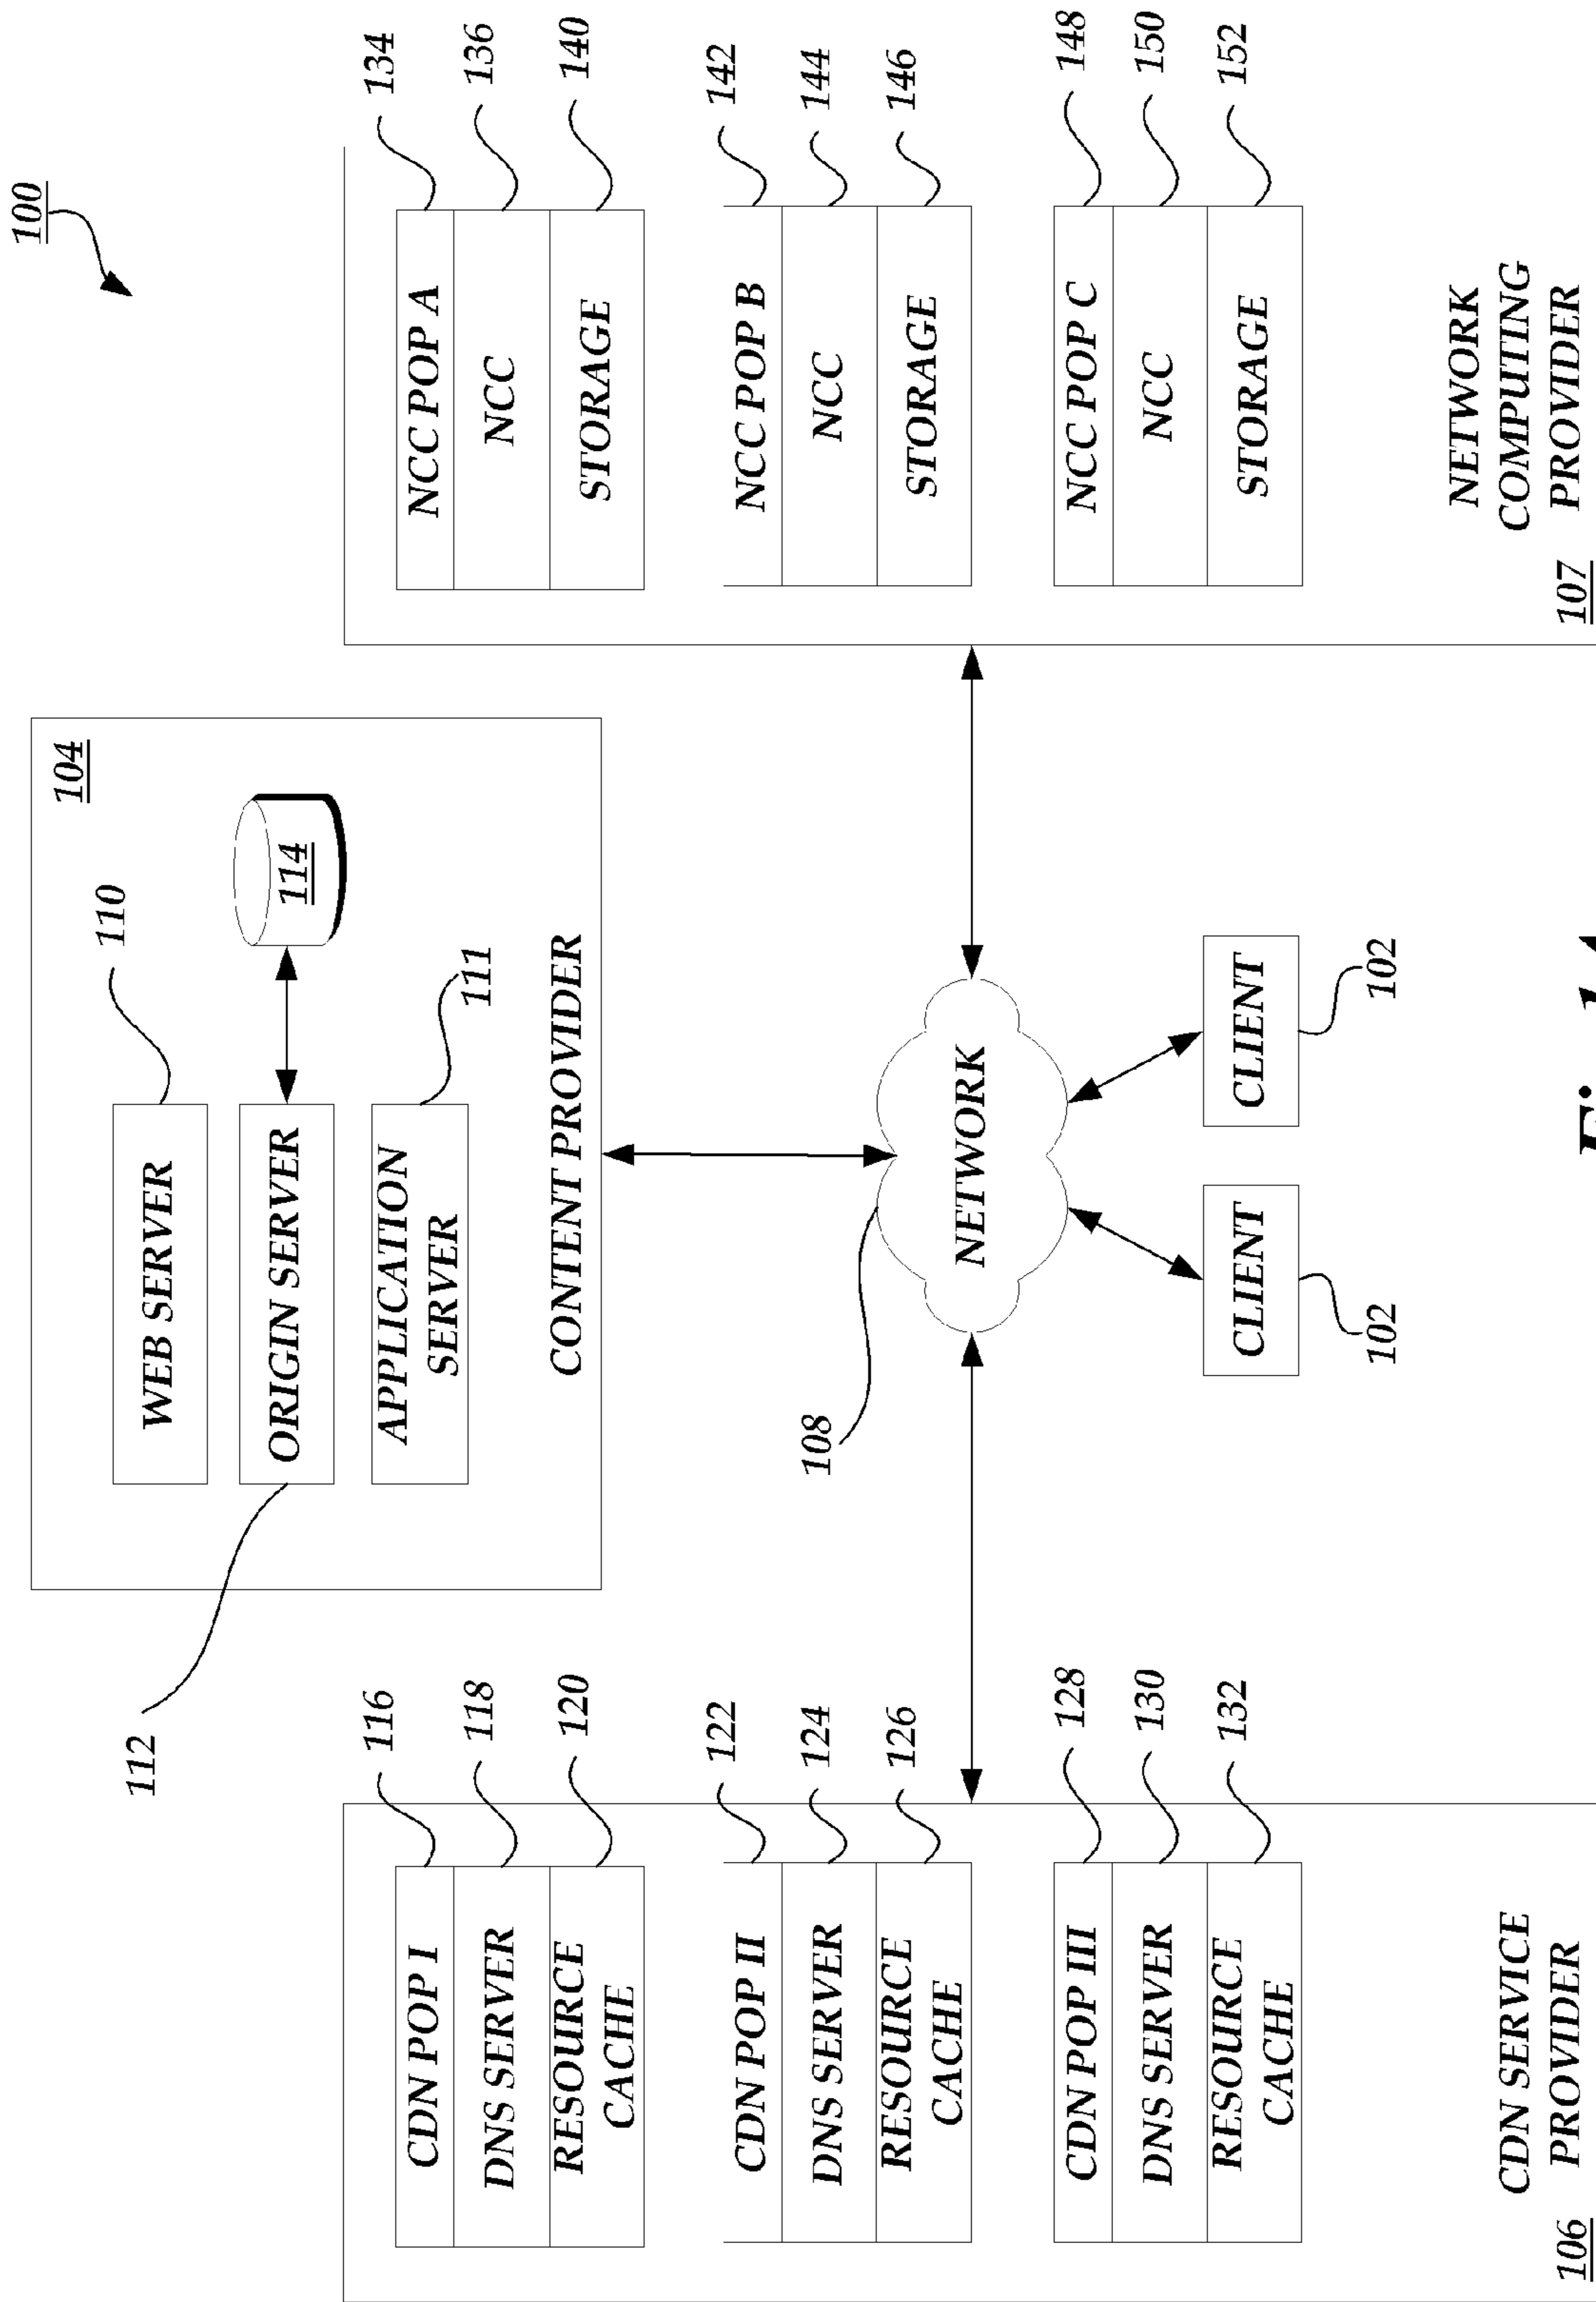 100
104
110
WEB SERVER
ORIGIN SERVER
114
112
APPLICATION
SERVER
111
CONTENT PROVIDER
116
CDN POP I
118
DNS SERVER
120
RESOURCE
CACHE
122
CDN POP II
124
DNS SERVER
126
RESOURCE
CACHE
128
CDN POP III
130
DNS SERVER
132
RESOURCE
CACHE
CDN SERVICE
PROVIDER
106
108
NETWORK
CLIENT
102
CLIENT
102
134
NCC POP A
136
NCC
140
STORAGE
142
NCC POP B
144
NCC
146
STORAGE
148
NCC POP C
150
NCC
152
STORAGE
NETWORK
COMPUTING
PROVIDER
107